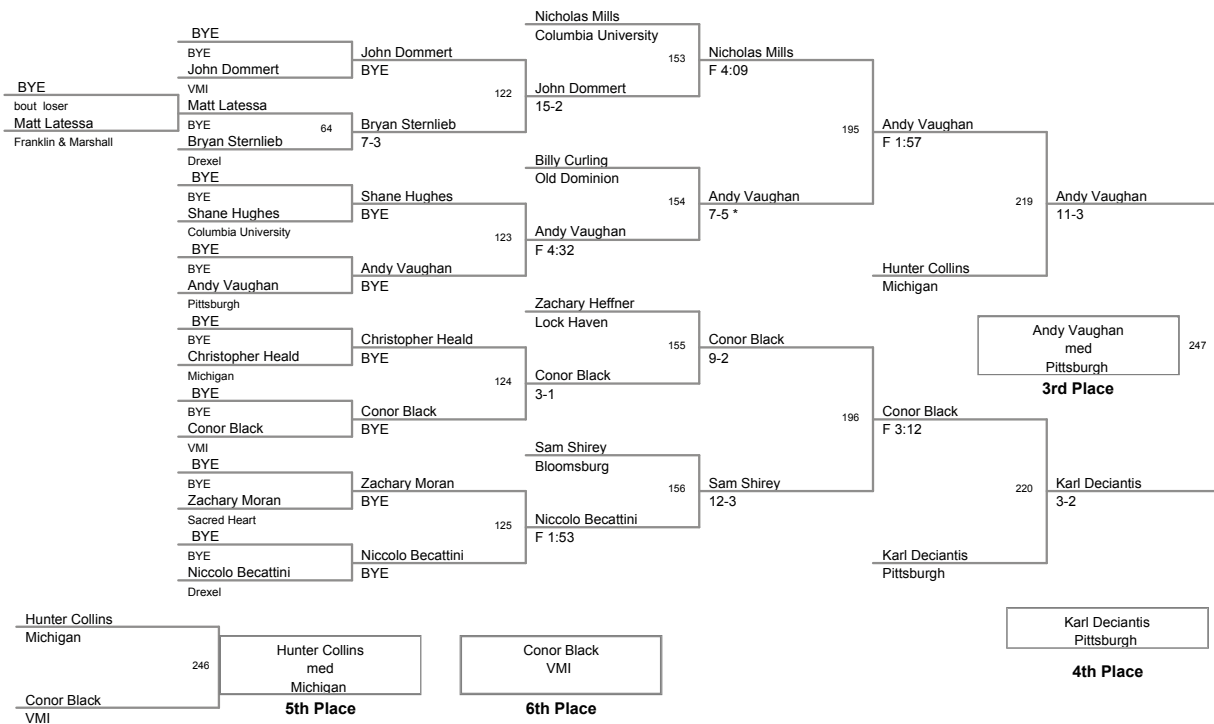 BYE
bout loser
Matt Latessa
Franklin & Marshall
BYE
BYE
John Dommert
VMI
Matt Latessa
BYE
64
Bryan Sternlieb
Drexel
BYE
BYE
Shane Hughes
Columbia University
BYE
BYE
Andy Vaughan
Pittsburgh
BYE
BYE
Christopher Heald
Michigan
BYE
BYE
Conor Black
VMI
BYE
BYE
Zachary Moran
Sacred Heart
BYE
BYE
Niccolo Becattini
Drexel
John Dommert
BYE
122
Bryan Sternlieb
7-3
Shane Hughes
BYE
123
Andy Vaughan
BYE
Christopher Heald
BYE
124
Conor Black
BYE
Zachary Moran
BYE
125
Niccolo Becattini
BYE
Nicholas Mills
Columbia University
153
John Dommert
15-2
Billy Curling
Old Dominion
154
Andy Vaughan
F 4:32
Zachary Heffner
Lock Haven
155
Conor Black
3-1
Sam Shirey
Bloomsburg
156
Niccolo Becattini
F 1:53
Nicholas Mills
F 4:09
195
Andy Vaughan
7-5 *
Conor Black
9-2
196
Sam Shirey
12-3
Andy Vaughan
F 1:57
219
Hunter Collins
Michigan
Conor Black
F 3:12
220
Karl Deciantis
Pittsburgh
Andy Vaughan
11-3
Andy Vaughan
med
Pittsburgh
247
3rd Place
Karl Deciantis
3-2
Karl Deciantis
Pittsburgh
4th Place
Hunter Collins
Michigan
246
Conor Black
VMI
Hunter Collins
med
Michigan
5th Place
Conor Black
VMI
6th Place